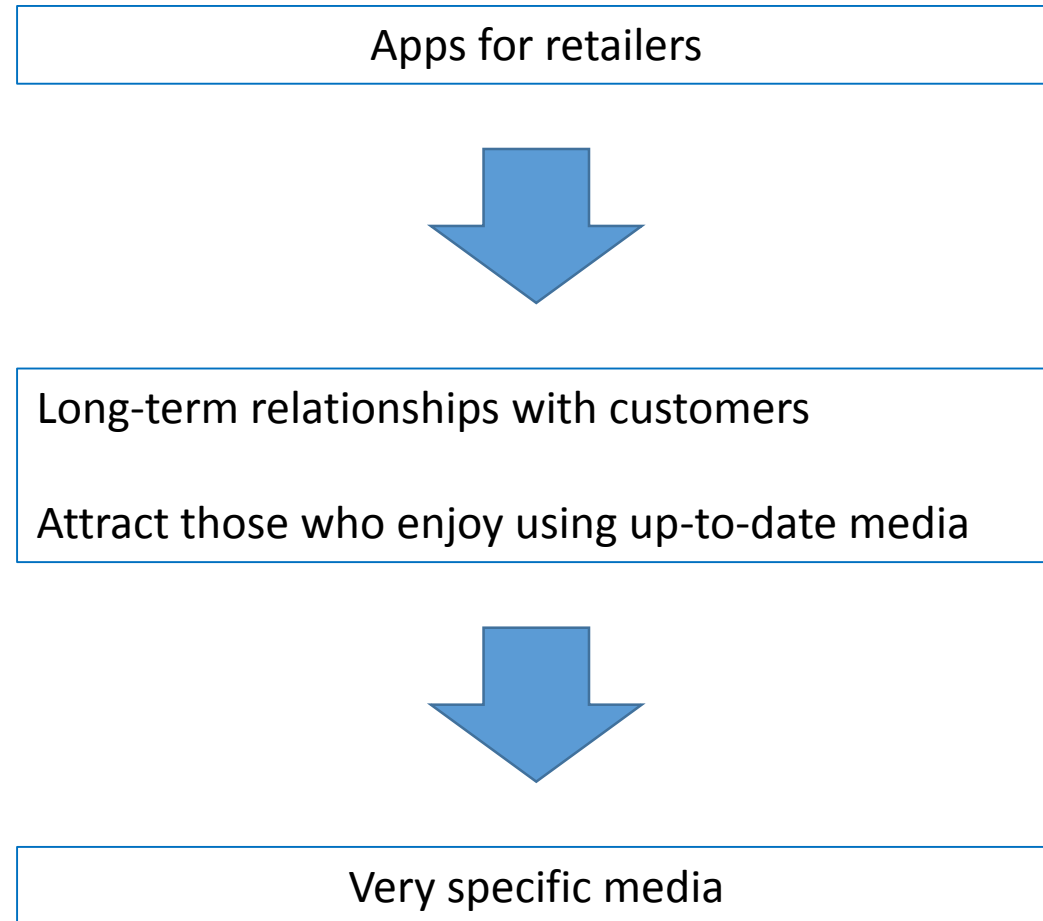 Apps for retailers
Long-term relationships with customers
Attract those who enjoy using up-to-date media
Very specific media